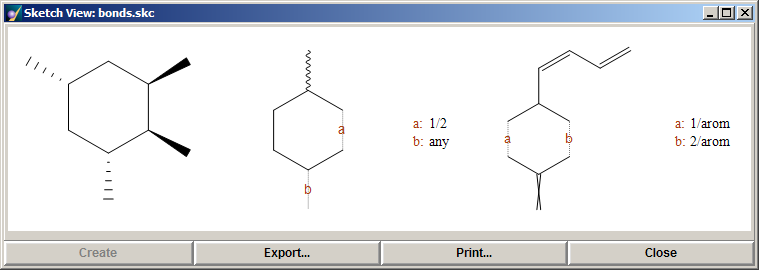 Sketch View: bonds.skc
a
b
a: 1/2
b: any
a
b
a: 1/arom
b: 2/arom
Create
Export...
Print...
Close